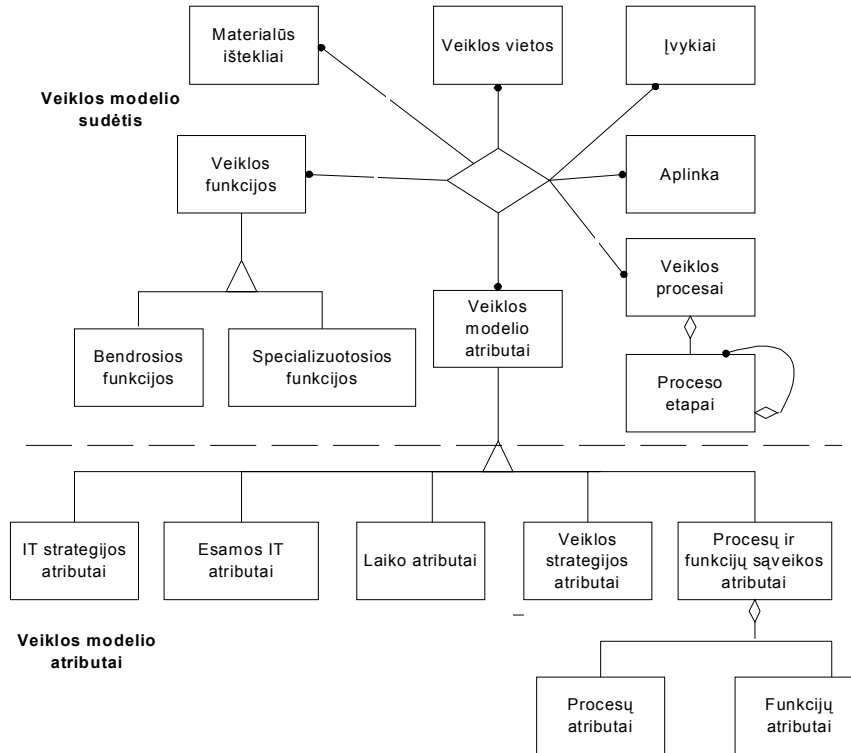 Materialūs
ištekliai
Veiklos vietos
Įvykiai
Veiklos modelio
sudėtis
Veiklos
funkcijos
Aplinka
Veiklos
procesai
Veiklos
modelio
atributai
Bendrosios
funkcijos
Specializuotosios
funkcijos
Proceso
etapai
IT strategijos
atributai
Esamos IT
atributai
Laiko atributai
Veiklos
strategijos
atributai
Procesų ir
funkcijų sąveikos
atributai
Veiklos modelio
atributai
Procesų
atributai
Funkcijų
atributai